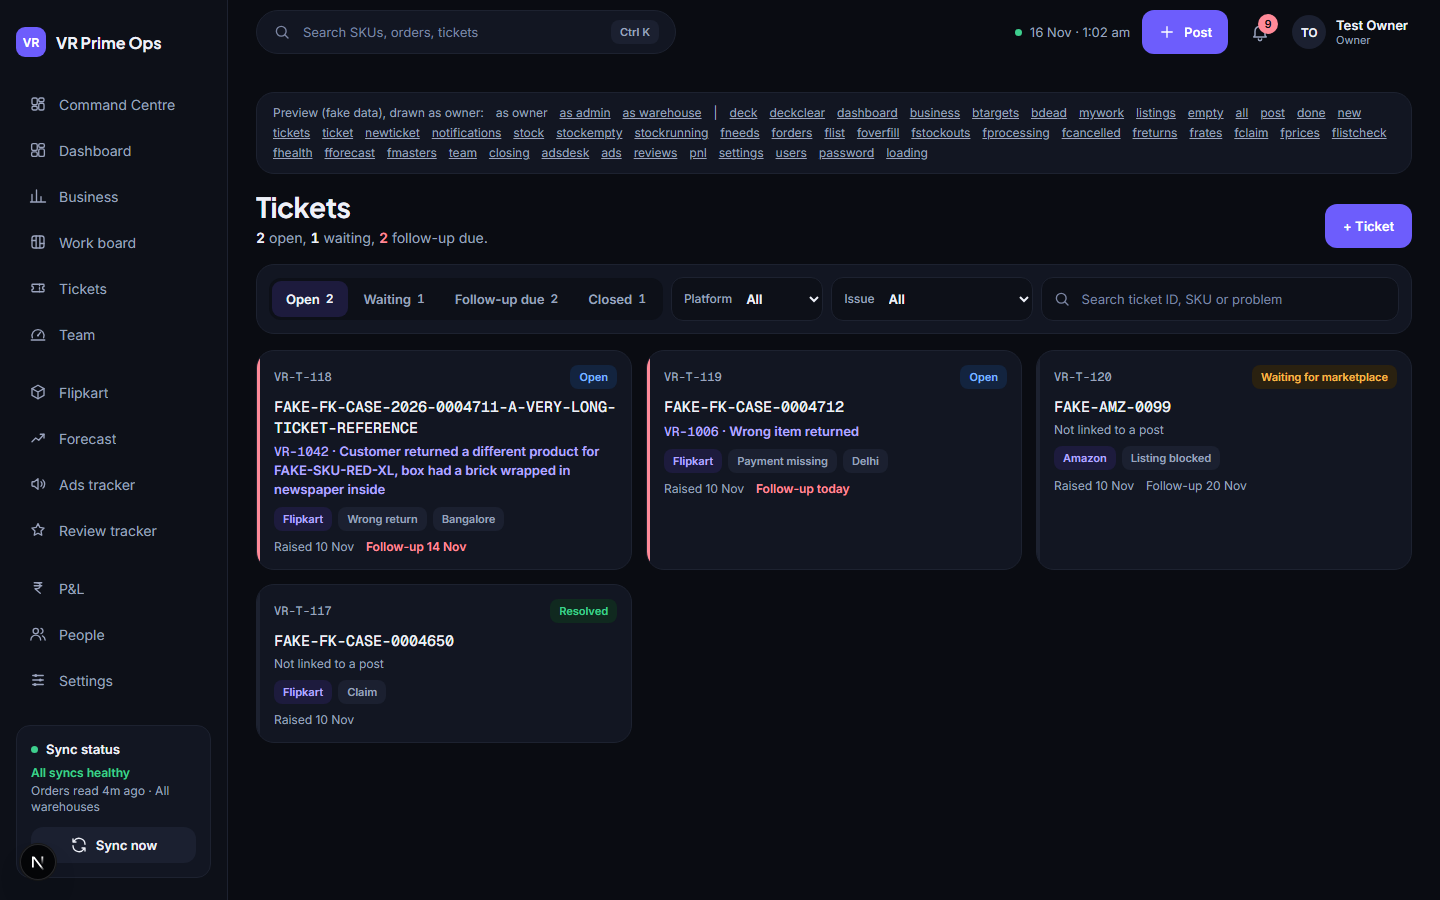 VR VR Prime Ops
Command Centre
Dashboard
Business
Work board
Tickets
Team
Flipkart
Forecast
Ads tracker
Review tracker
P&L
People
Settings
Sync status
All syncs healthy
Orders read 4m ago · All
warehouses
Sync now
N
Search SKUs, orders, tickets Ctrl K
16 Nov · 1:02 am
+ Post
9
TO
Test Owner
Owner
Preview (fake data), drawn as owner: as owner as admin as warehouse | deck deckclear dashboard business btargets bdead mywork listings empty all post done new
tickets ticket newticket notifications stock stockempty stockrunning fneeds forders flist foverfill fstockouts fprocessing fcancelled freturns frates fclaim fprices flistcheck
fhealth fforecast fmasters team closing adsdesk ads reviews pnl settings users password loading
Tickets
2 open, 1 waiting, 2 follow-up due.
+ Ticket
Open 2 Waiting 1 Follow-up due 2 Closed 1 Platform All Issue All Search ticket ID, SKU or problem
VR-T-118 Open
FAKE-FK-CASE-2026-0004711-A-VERY-LONG-
TICKET-REFERENCE
VR-1042 · Customer returned a different product for
FAKE-SKU-RED-XL, box had a brick wrapped in
newspaper inside
Flipkart Wrong return Bangalore
Raised 10 Nov Follow-up 14 Nov
VR-T-119 Open
FAKE-FK-CASE-0004712
VR-1006 · Wrong item returned
Flipkart Payment missing Delhi
Raised 10 Nov Follow-up today
VR-T-120 Waiting for marketplace
FAKE-AMZ-0099
Not linked to a post
Amazon Listing blocked
Raised 10 Nov Follow-up 20 Nov
VR-T-117 Resolved
FAKE-FK-CASE-0004650
Not linked to a post
Flipkart Claim
Raised 10 Nov